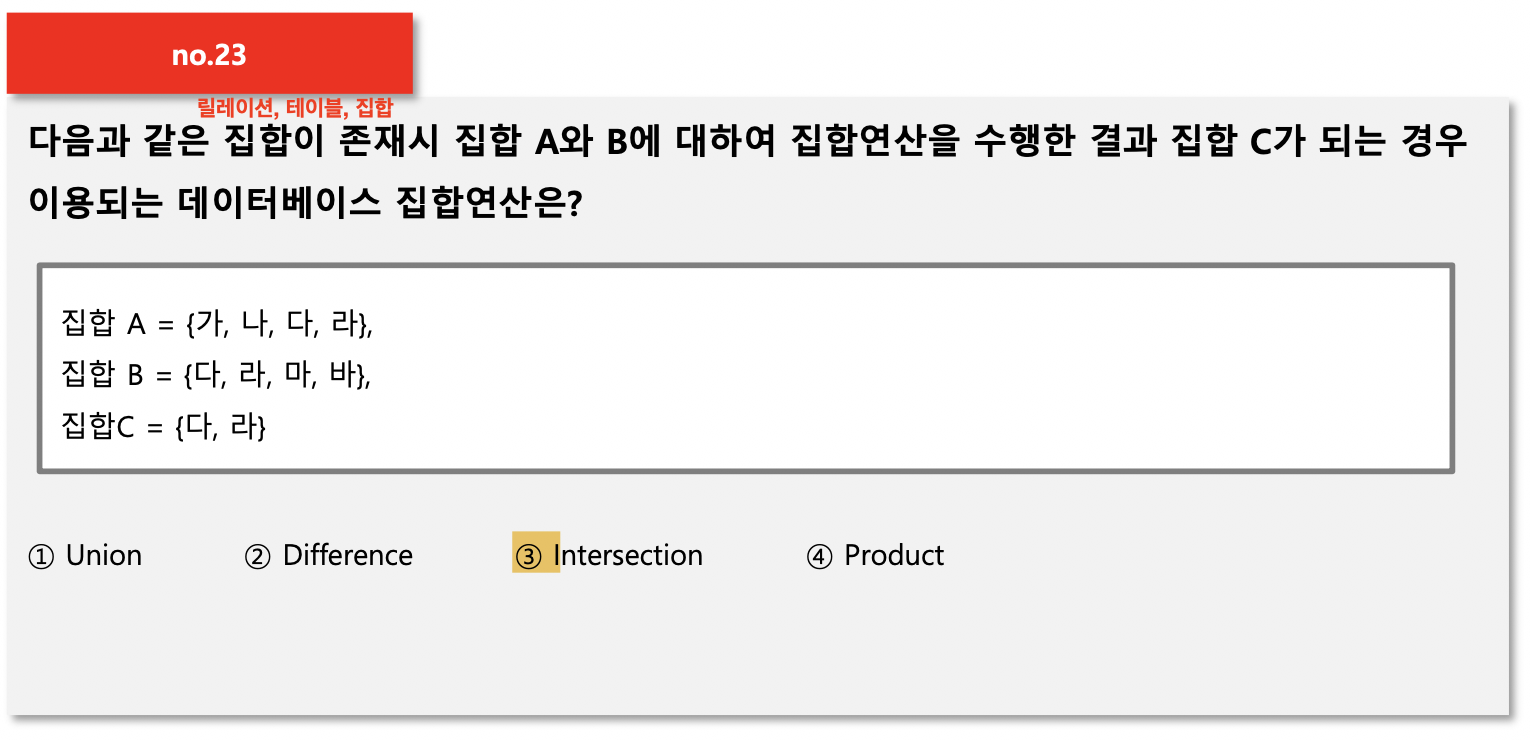 no.23
릴레이션, 테이블, 집합
다음과 같은 집합이 존재시 집합 A와 B에 대하여 집합연산을 수행한 결과 집합 C가 되는 경우
이용되는 데이터베이스 집합연산은?
집합 A = {가, 나, 다, 라},
집합 B = {다, 라, 마, 바},
집합C = {다, 라}
① Union ② Difference ③ Intersection ④ Product